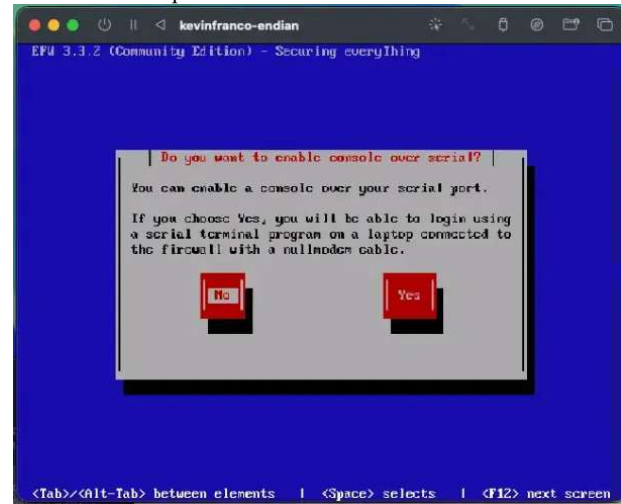 kevinfranco-endian
EFW 3.3.2 (Community Edition) - Securing everyThing
Do you want to enable console over serial?
You can enable a console over your serial port.
If you choose Yes, you will be able to login using
a serial terminal program on a laptop connected to
the firewall with a nullmodem cable.
No Yes
<Tab>/<Alt-Tab> between elements | <Space> selects | <F12> next screen